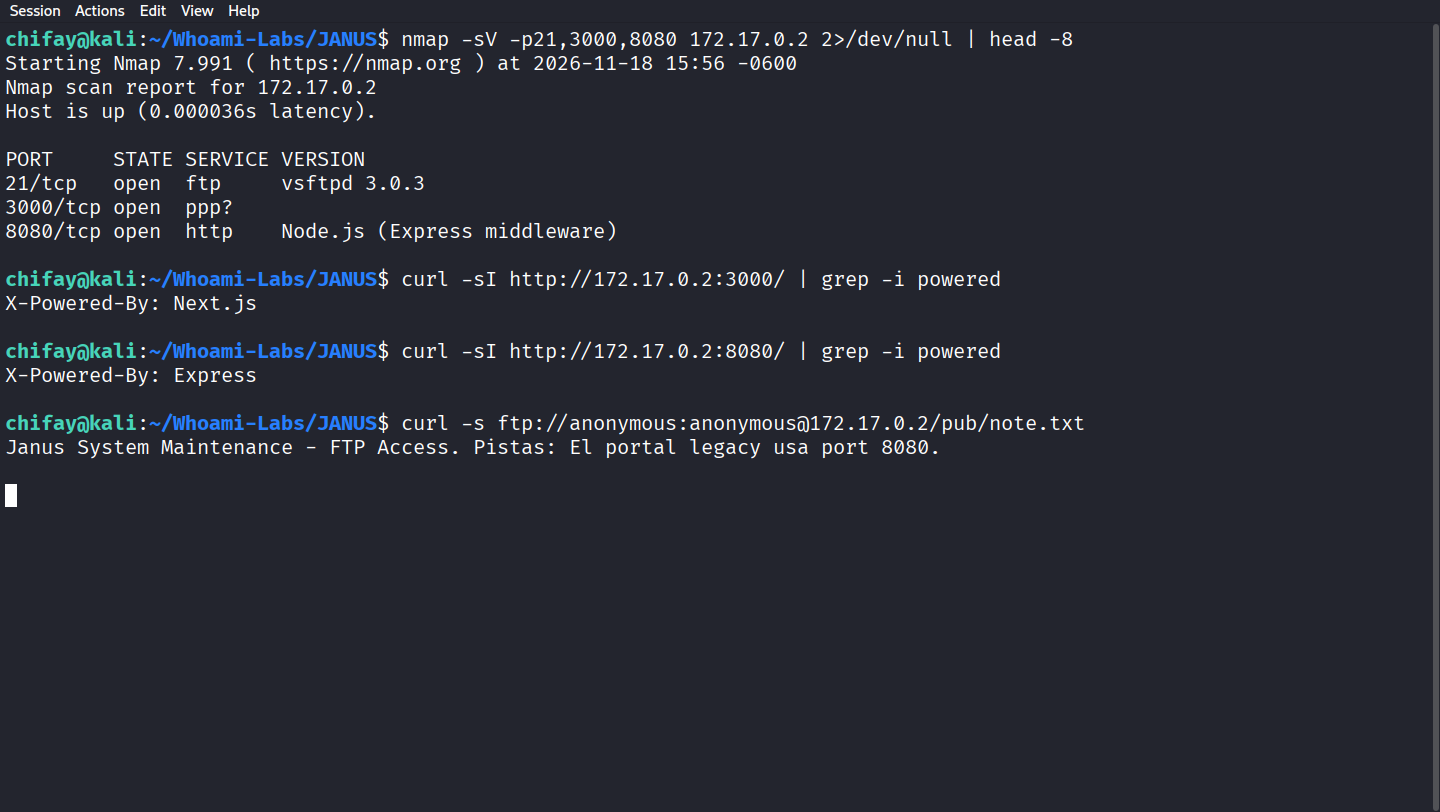 Session Actions Edit View Help
chifay@kali:~/Whoami-Labs/JANUS$ nmap -sV -p21,3000,8080 172.17.0.2 2>/dev/null | head -8
Starting Nmap 7.991 ( https://nmap.org ) at 2026-11-18 15:56 -0600
Nmap scan report for 172.17.0.2
Host is up (0.000036s latency).
PORT     STATE SERVICE VERSION
21/tcp   open  ftp     vsftpd 3.0.3
3000/tcp open  ppp?
8080/tcp open  http    Node.js (Express middleware)
chifay@kali:~/Whoami-Labs/JANUS$ curl -sI http://172.17.0.2:3000/ | grep -i powered
X-Powered-By: Next.js
chifay@kali:~/Whoami-Labs/JANUS$ curl -sI http://172.17.0.2:8080/ | grep -i powered
X-Powered-By: Express
chifay@kali:~/Whoami-Labs/JANUS$ curl -s ftp://anonymous:anonymous@172.17.0.2/pub/note.txt
Janus System Maintenance - FTP Access. Pistas: El portal legacy usa port 8080.